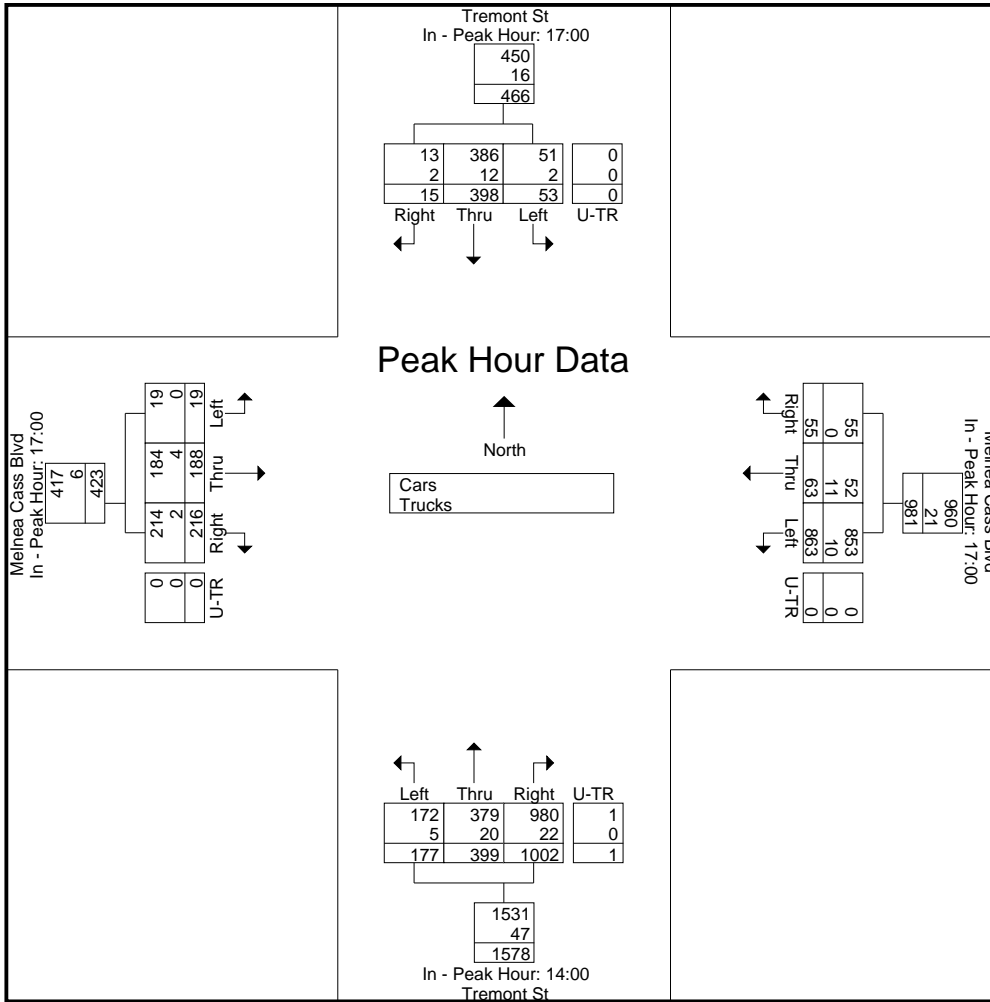 Tremont St
In - Peak Hour: 17:00
450
16
466
13 386 51 0
2 12 2 0
15 398 53 0
Right Thru Left U-TR
Peak Hour Data
North
Cars
Trucks
Melnea Cass Blvd
In - Peak Hour: 17:00
417
6
423
19 0 19 Left
184 4 188 Thru
214 2 216 Right
0 0 0 U-TR
Right 55 0 55
Thru 63 11 52
Left 863 10 853
U-TR 0 0 0
960
21
981
Melnea Cass Blvd
In - Peak Hour: 17:00
Left Thru Right U-TR
172 379 980 1
5 20 22 0
177 399 1002 1
1531
47
1578
In - Peak Hour: 14:00
Tremont St